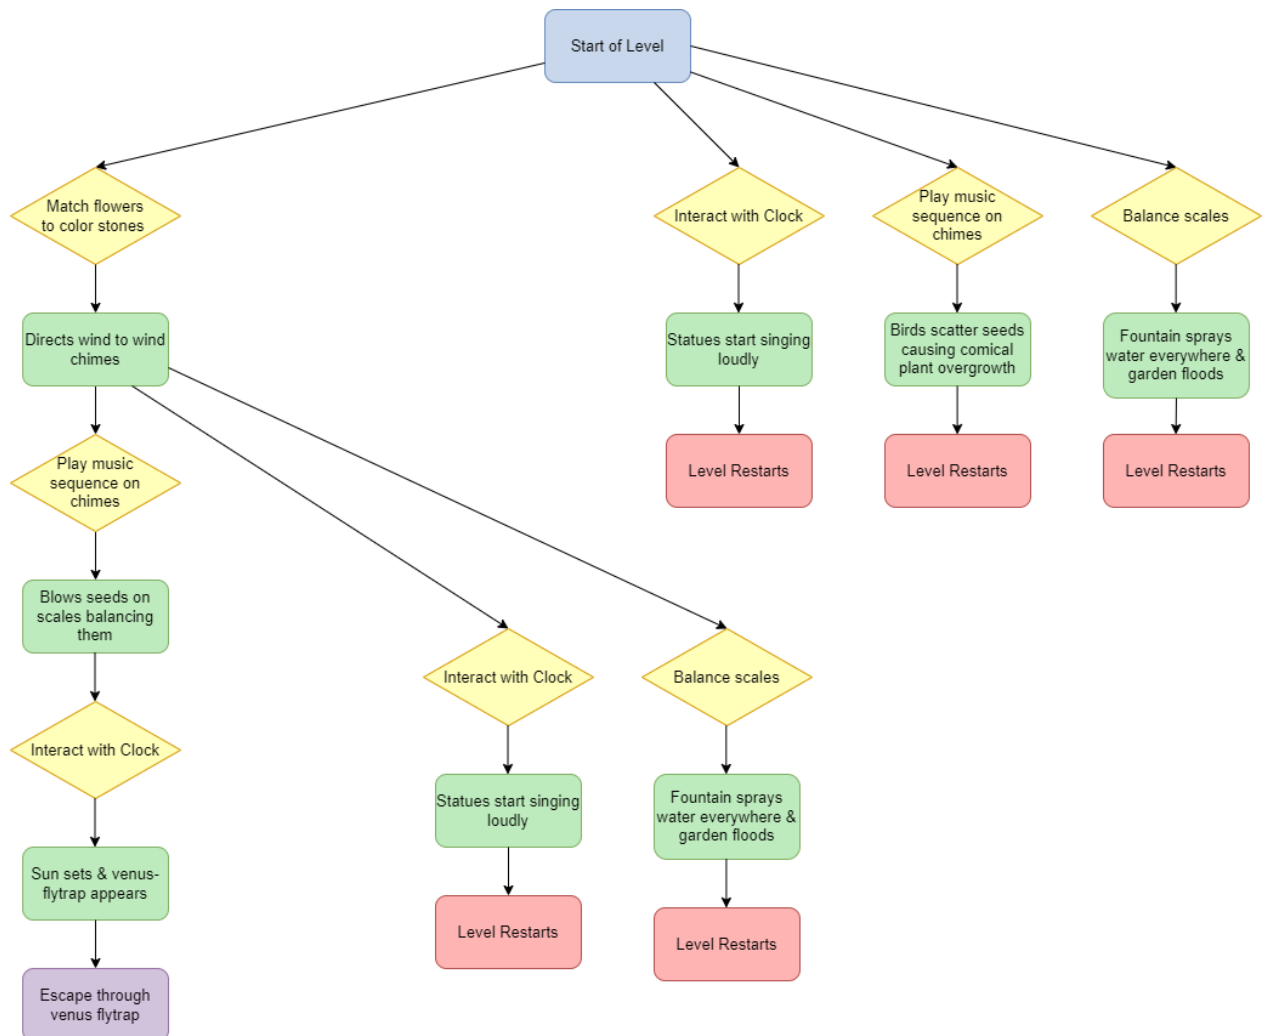 Start of Level
Match flowers
to color stones
Interact with Clock
Play music
sequence on
chimes
Balance scales
Directs wind to wind
chimes
Statues start singing
loudly
Birds scatter seeds
causing comical
plant overgrowth
Fountain sprays
water everywhere &
garden floods
Level Restarts
Level Restarts
Level Restarts
Play music
sequence on
chimes
Blows seeds on
scales balancing
them
Interact with Clock
Balance scales
Interact with Clock
Statues start singing
loudly
Fountain sprays
water everywhere &
garden floods
Sun sets & venus-
flytrap appears
Level Restarts
Level Restarts
Escape through
venus flytrap